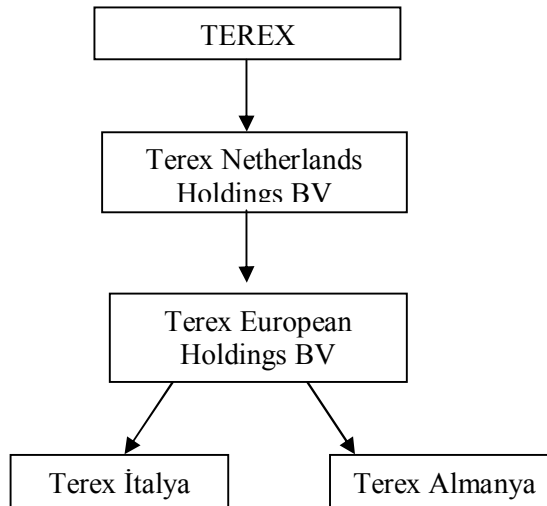 TEREX
Terex Netherlands
Holdings BV
Terex European
Holdings BV
Terex İtalya
Terex Almanya